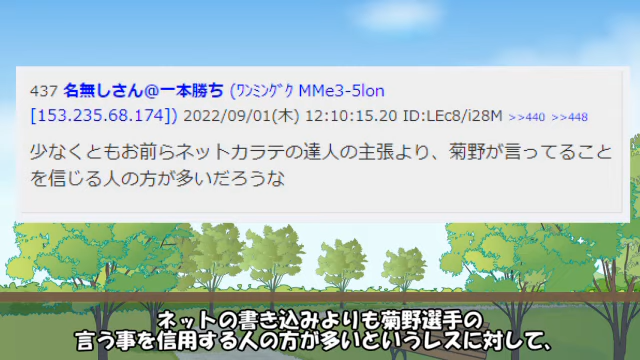 437 名無しさん@一本勝ち (ﾜﾝﾐﾝｸﾞｸ MMe3-5lon
[153.235.68.174]) 2022/09/01(木) 12:10:15.20 ID:LEc8/i28M >>440 >>448
少なくともお前らネットカラテの達人の主張より、菊野が言ってること
を信じる人の方が多いだろうな
ネットの書き込みよりも菊野選手の
言う事を信用する人の方が多いというレスに対して、